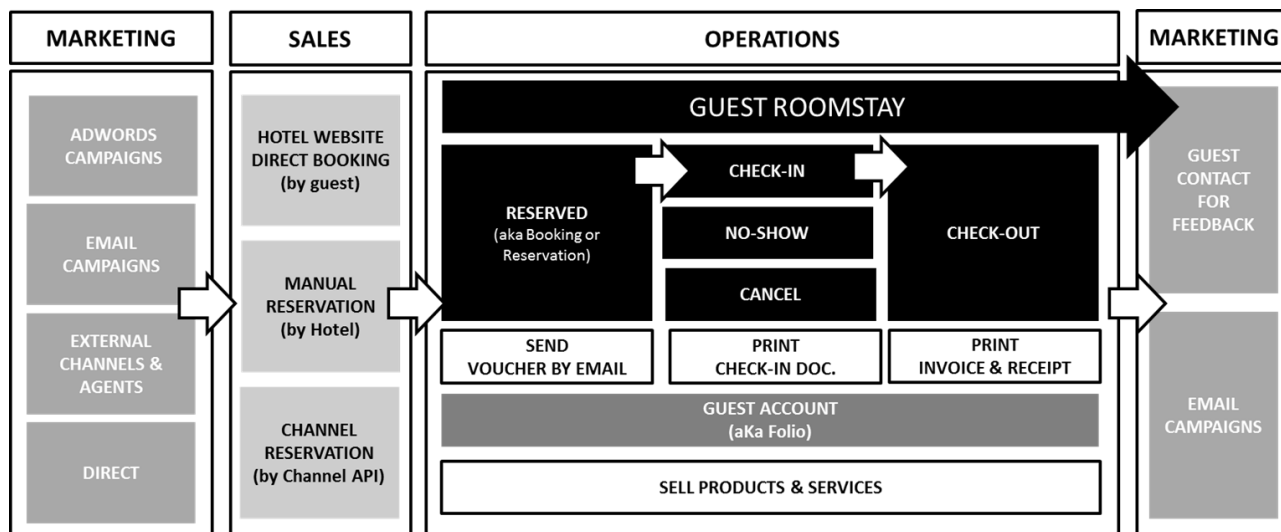 MARKETING
SALES
OPERATIONS
MARKETING
ADWORDS
CAMPAIGNS
EMAIL
CAMPAIGNS
EXTERNAL
CHANNELS &
AGENTS
DIRECT
HOTEL WEBSITE
DIRECT BOOKING
(by guest)
MANUAL
RESERVATION
(by Hotel)
CHANNEL
RESERVATION
(by Channel API)
GUEST ROOMSTAY
RESERVED
(aka Booking or
Reservation)
CHECK-IN
NO-SHOW
CANCEL
CHECK-OUT
SEND
VOUCHER BY EMAIL
PRINT
CHECK-IN DOC.
PRINT
INVOICE & RECEIPT
GUEST ACCOUNT
(aKa Folio)
SELL PRODUCTS & SERVICES
GUEST
CONTACT
FOR
FEEDBACK
EMAIL
CAMPAIGNS